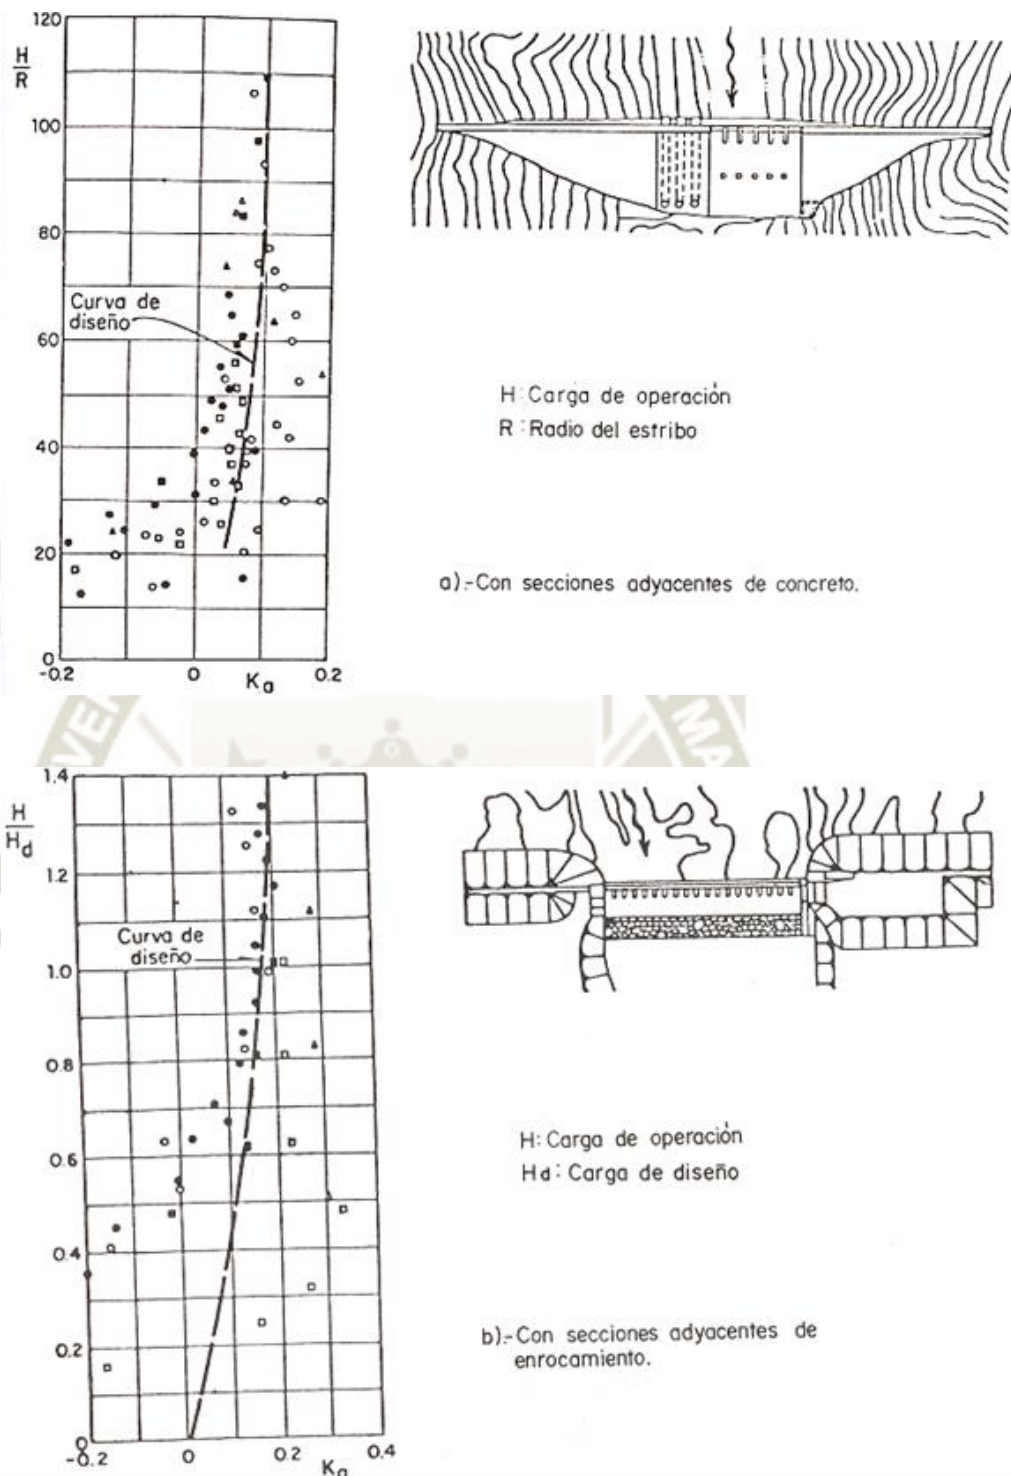 H
R
120
100
80
60
40
20
0
-0.2
0
0.2
Ka
Curva de
diseño
H: Carga de operación
R: Radio del estribo
a).-Con secciones adyacentes de concreto.
VER
MA
H
Hd
1.4
1.2
1.0
0.8
0.6
0.4
0.2
0
-0.2
0
0.2
0.4
Ka
Curva de
diseño
H: Carga de operación
Hd: Carga de diseño
b).-Con secciones adyacentes de
enrocamiento.